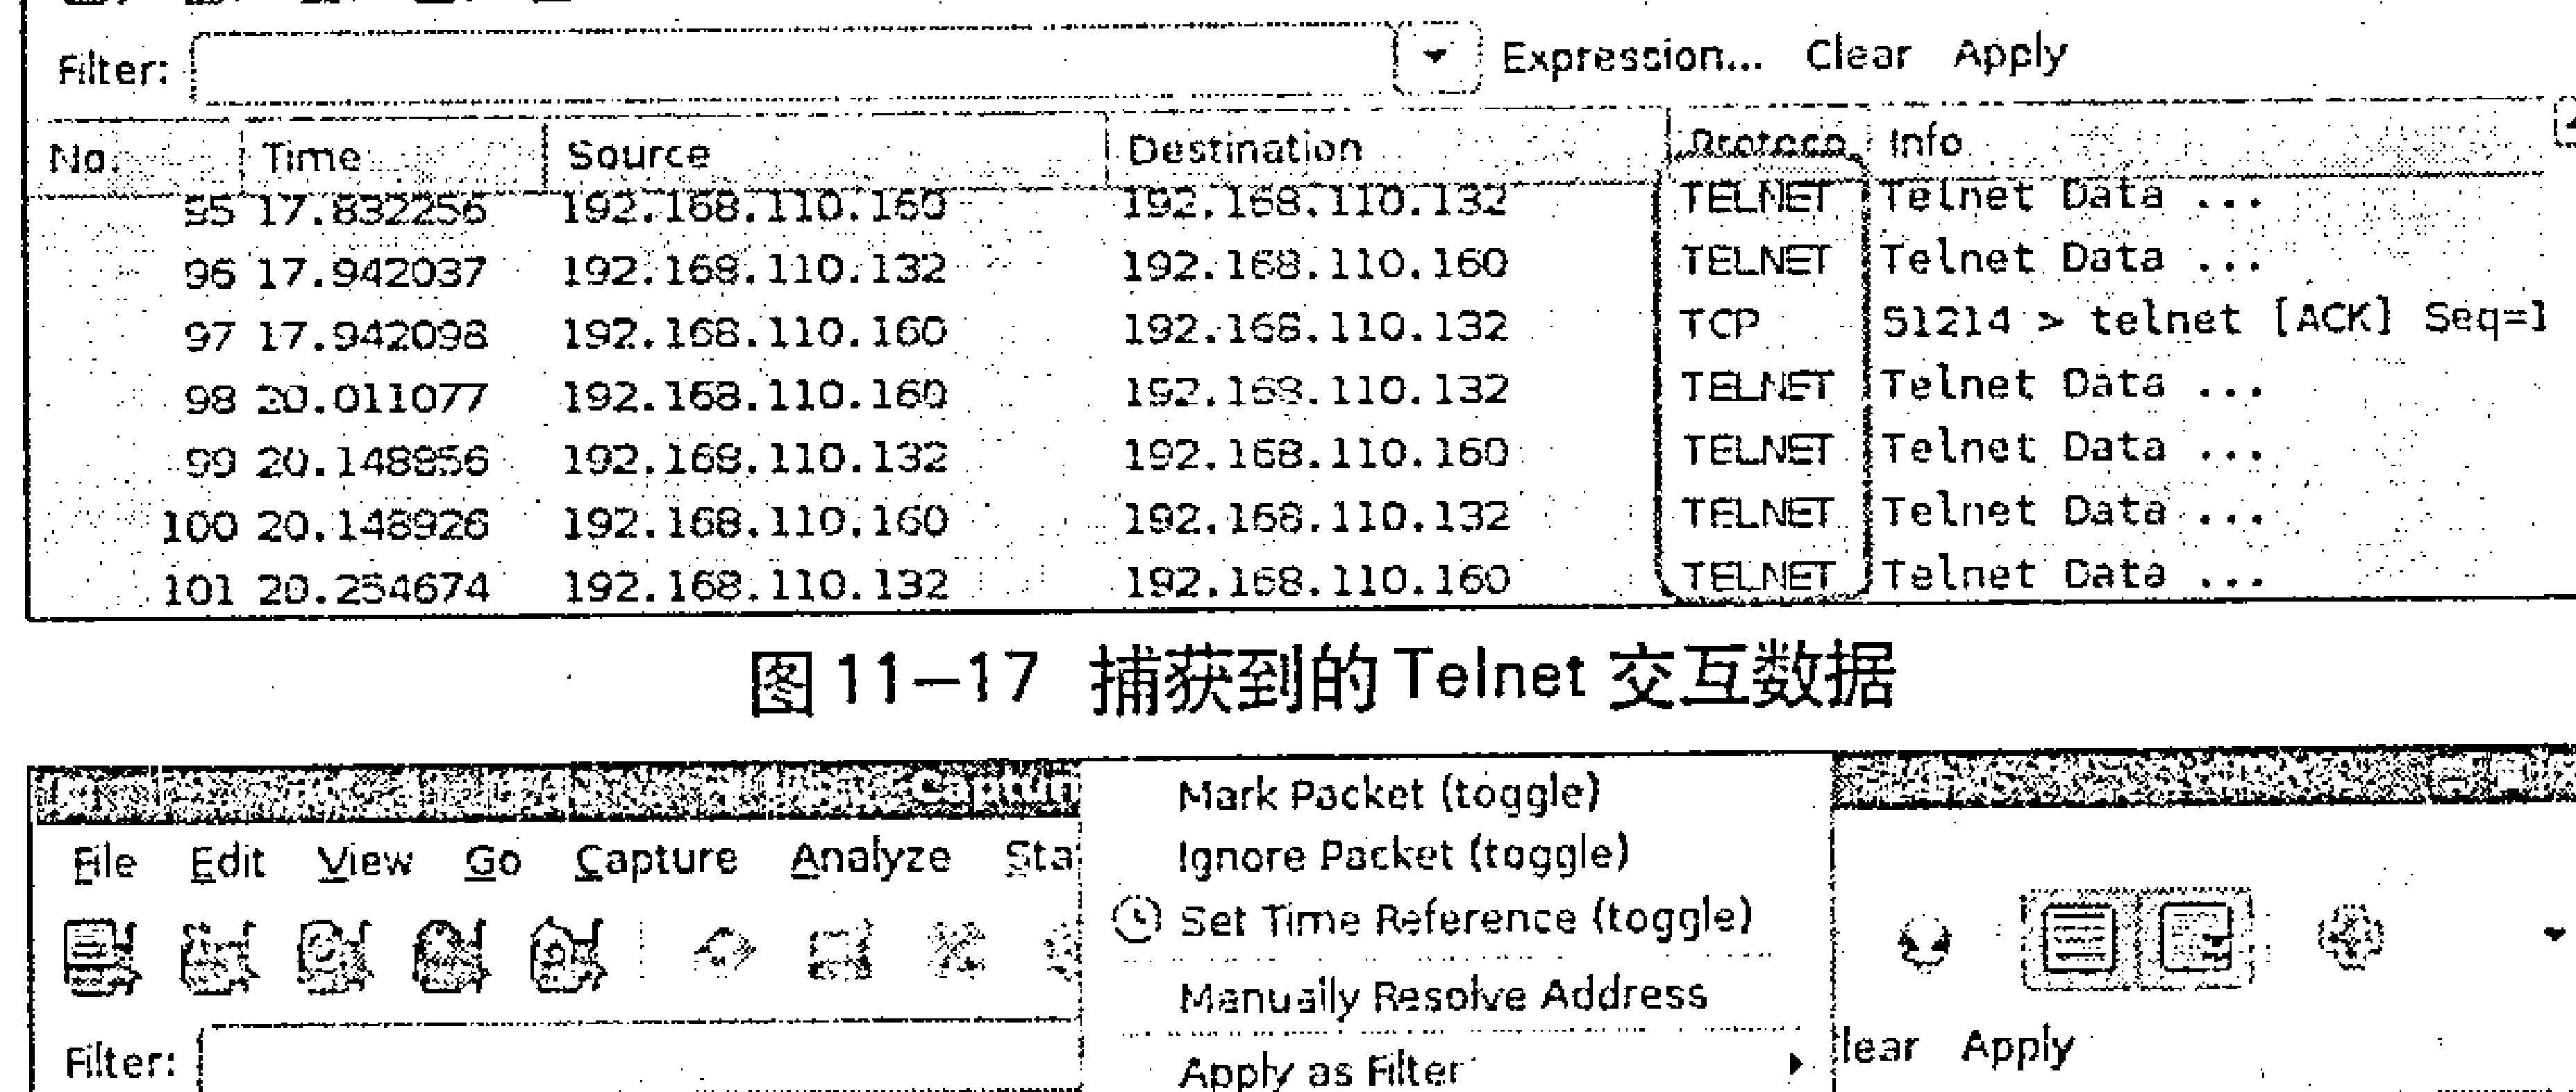 Filter: Expression... Clear Apply
No. Time Source Destination Protoco Info
95 17.832256 192.168.110.160 192.168.110.132 TELNET Telnet Data ...
96 17.942037 192.168.110.132 192.168.110.160 TELNET Telnet Data ...
97 17.942098 192.168.110.160 192.168.110.132 TCP 51214 > telnet [ACK] Seq=1
98 20.011077 192.168.110.160 192.168.110.132 TELNET Telnet Data ...
99 20.148856 192.168.110.132 192.168.110.160 TELNET Telnet Data ...
100 20.148926 192.168.110.160 192.168.110.132 TELNET Telnet Data ...
101 20.254674 192.168.110.132 192.168.110.160 TELNET Telnet Data ...
图 11-17 捕获到的 Telnet 交互数据
Captur
File Edit View Go Capture Analyze Sta
Mark Packet (toggle)
Ignore Packet (toggle)
Set Time Reference (toggle)
Manually Resolve Address
Apply as Filter
Filter: lear Apply